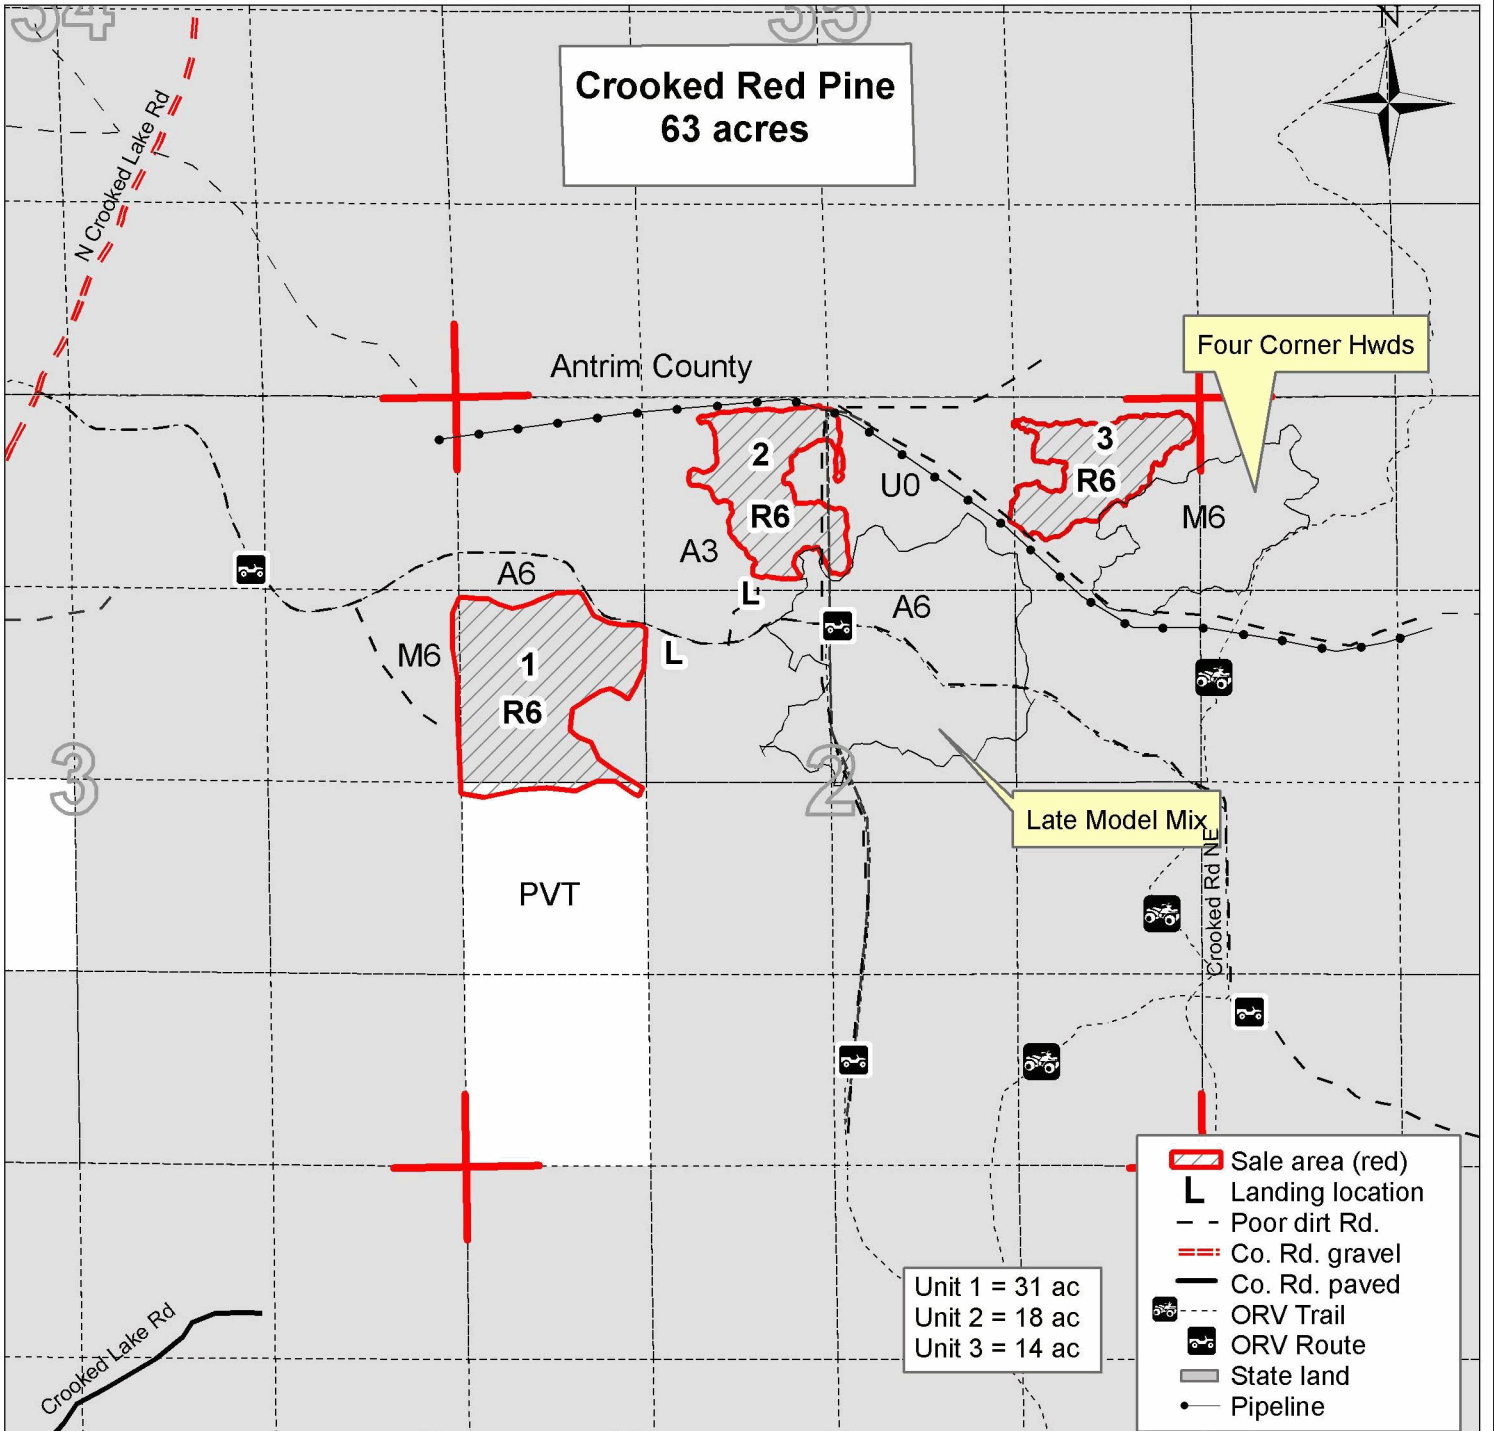 34
35
N
Crooked Red Pine
63 acres
N Crooked Lake Rd
Four Corner Hwds
Antrim County
2
R6
3
R6
U0
M6
A3
A6
L
A6
M6
1
R6
L
3
2
Late Model Mix
Crooked Rd NE
PVT
Unit 1 = 31 ac
Unit 2 = 18 ac
Unit 3 = 14 ac
Crooked Lake Rd
Sale area (red)
L Landing location
Poor dirt Rd.
Co. Rd. gravel
Co. Rd. paved
ORV Trail
ORV Route
State land
Pipeline